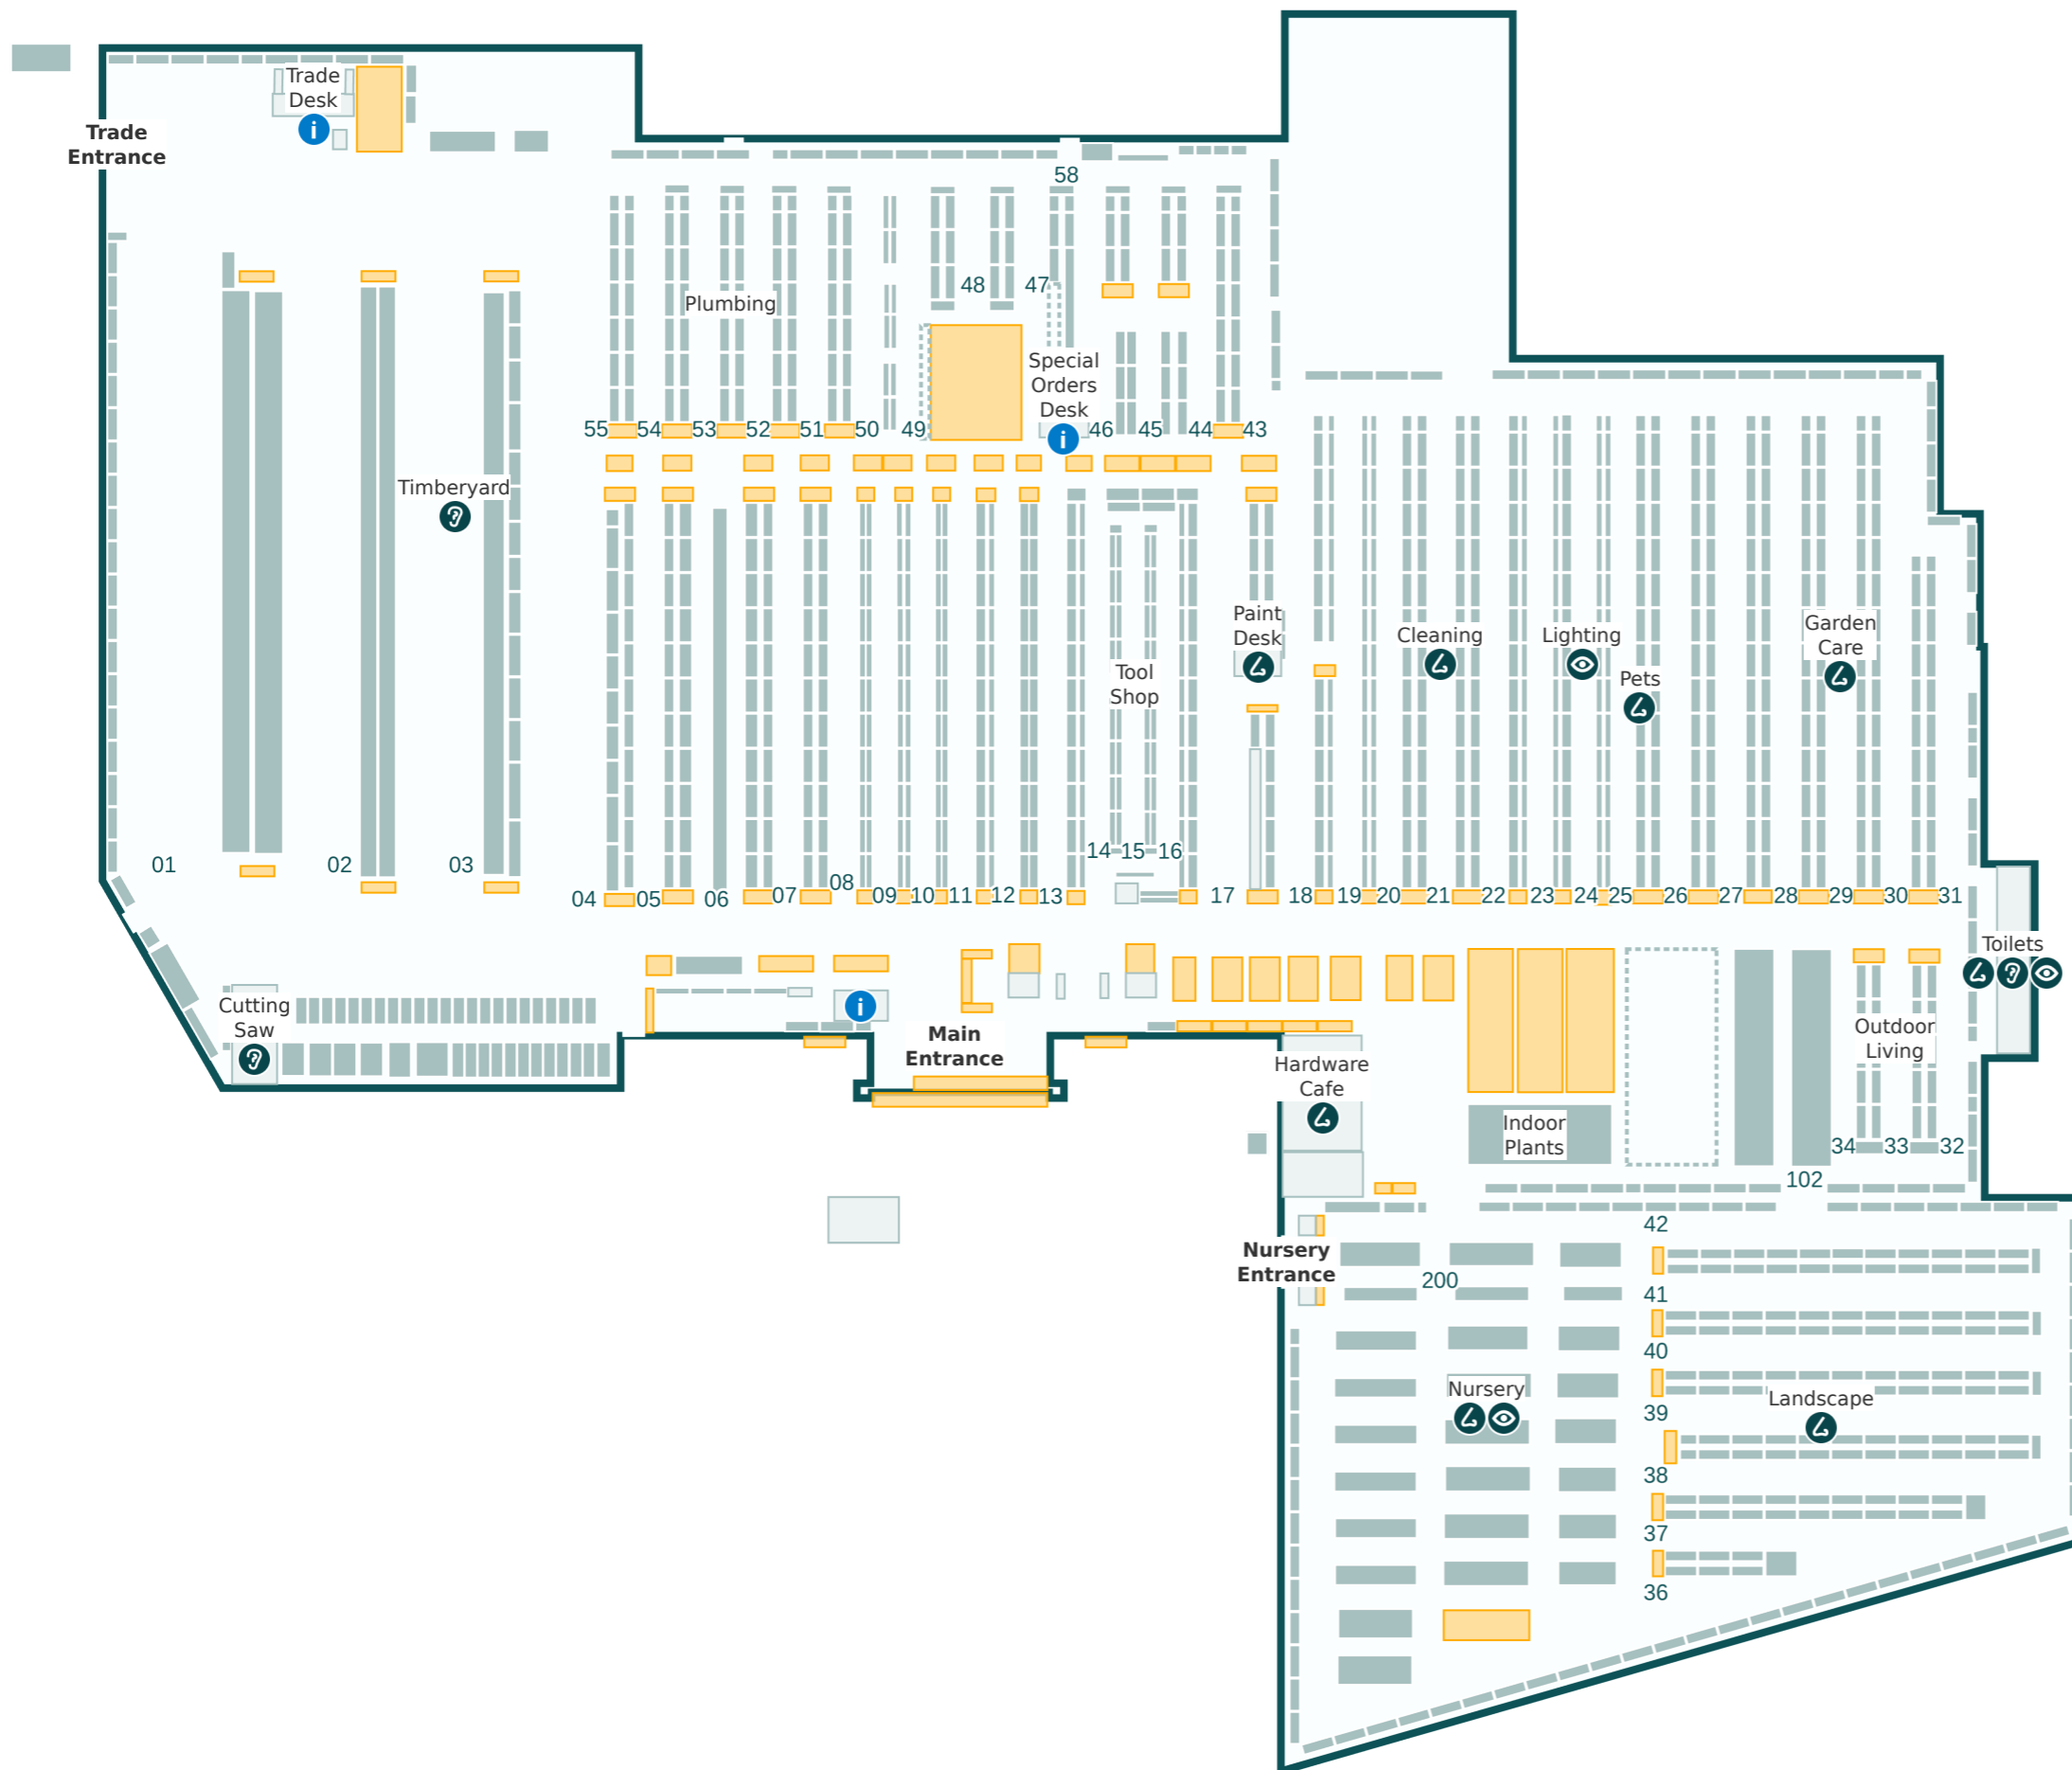 Trade
Desk
Trade
Entrance
58
48
47
Plumbing
Special
Orders
Desk
55
54
53
52
51
50
49
46
45
44
43
Timberyard
Paint
Desk
Cleaning
Lighting
Garden
Care
Tool
Shop
Pets
01
02
03
14
15
16
04
05
06
07
08
09
10
11
12
13
17
18
19
20
21
22
23
24
25
26
27
28
29
30
31
Toilets
Cutting
Saw
Main
Entrance
Outdoor
Living
Hardware
Cafe
Indoor
Plants
34
33
32
102
42
Nursery
Entrance
200
41
40
Nursery
Landscape
39
38
37
36